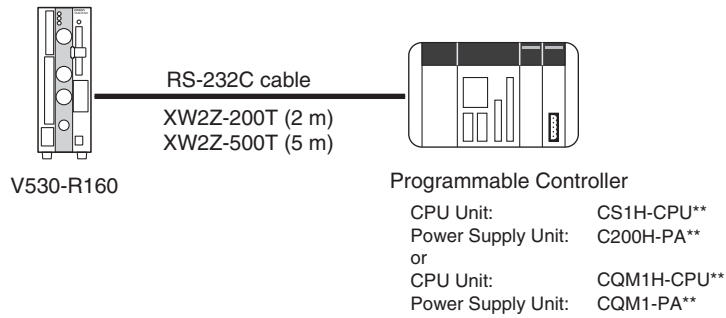 RS-232C cable
XW2Z-200T (2 m)
XW2Z-500T (5 m)
V530-R160
Programmable Controller
CPU Unit: CS1H-CPU**
Power Supply Unit: C200H-PA**
or
CPU Unit: CQM1H-CPU**
Power Supply Unit: CQM1-PA**